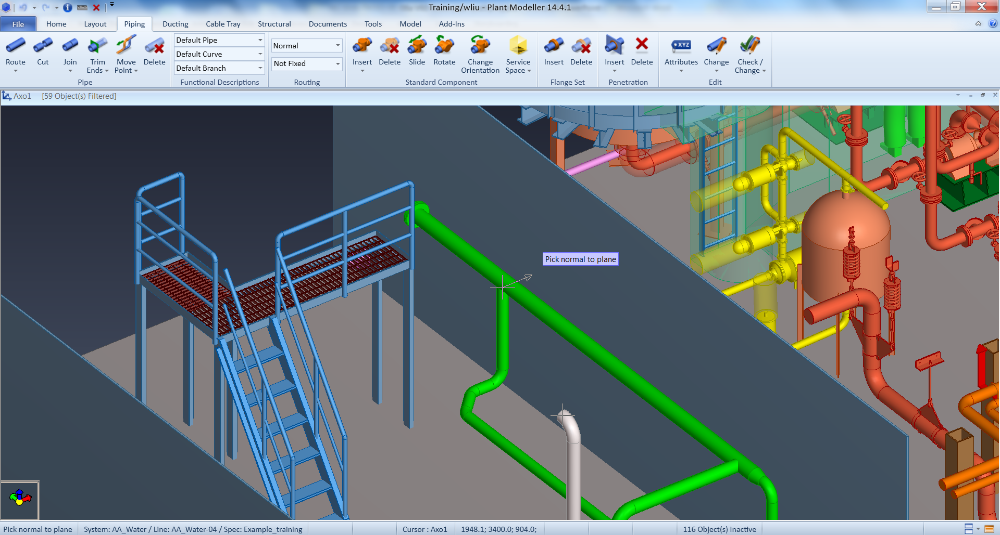 Training/wliu - Plant Modeller 14.4.1
File Home Layout Piping Ducting Cable Tray Structural Documents Tools Model Add-Ins
Default Pipe
Default Curve
Default Branch
Normal
Not Fixed
Route Cut Join Trim Ends Move Point Delete
Insert Delete Slide Rotate Change Orientation Service Space
Insert Delete
Insert Delete
XYZ
Attributes Change Check / Change
Pipe Functional Descriptions Routing Standard Component Flange Set Penetration Edit
Axo1 [59 Object(s) Filtered]
Pick normal to plane
Pick normal to plane System: AA_Water / Line: AA_Water-04 / Spec: Example_training Cursor : Axo1 1948.1; 3400.0; 904.0; 116 Object(s) Inactive